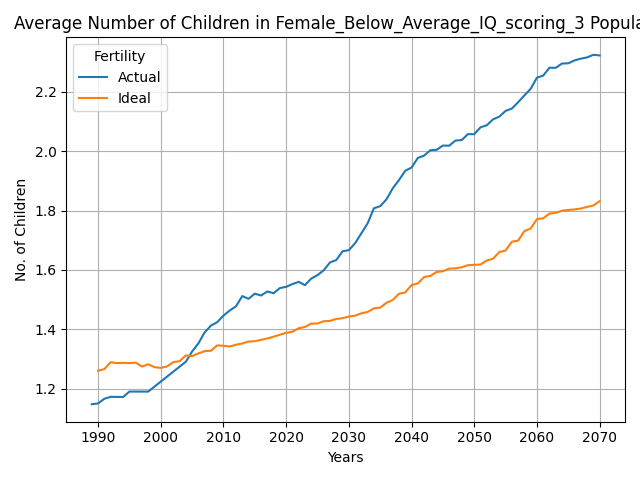 Average Number of Children in Female_Below_Average_IQ_scoring_3 Popula
Fertility
Actual
Ideal
No. of Children
2.2
2.0
1.8
1.6
1.4
1.2
1990 2000 2010 2020 2030 2040 2050 2060 2070
Years